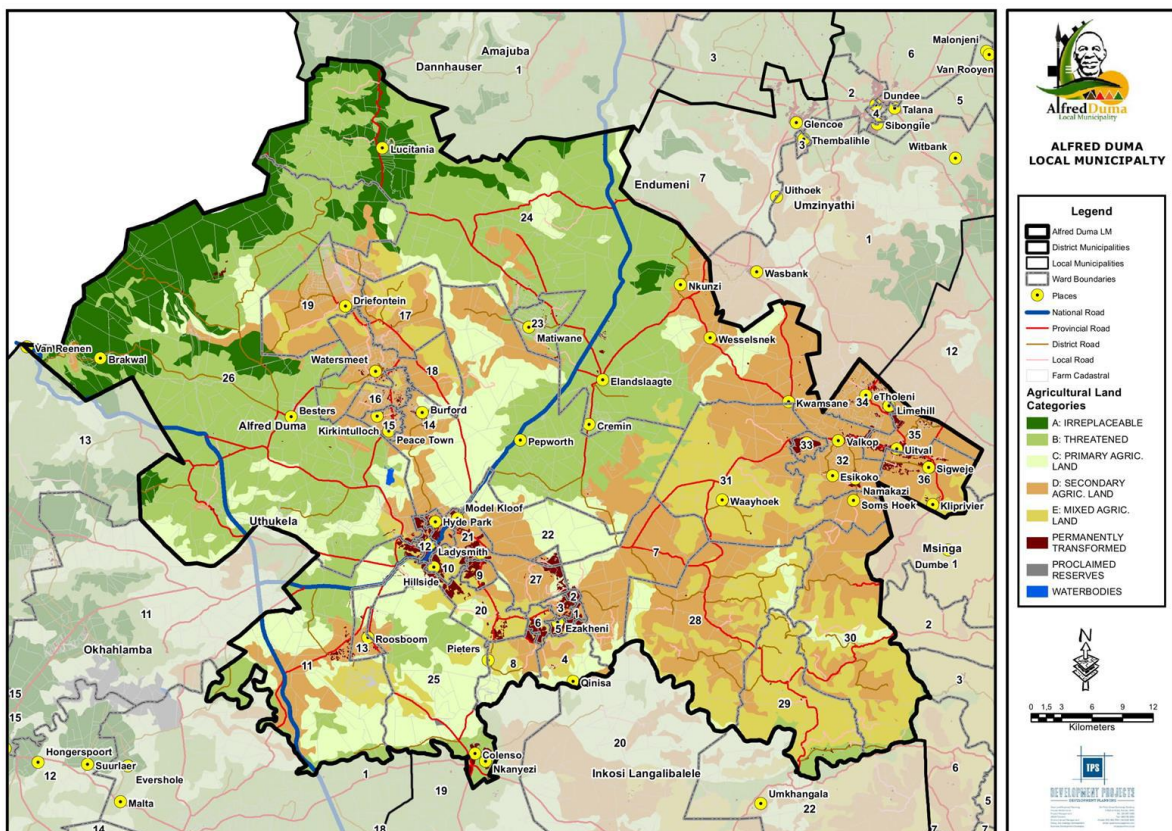 Amajuba
Dannhauser
1
3
6
Malonjeni
Van Rooyen
2
Dundee
Talana
4
5
Glencoe
Sibongile
3
Thembalihle
Witbank
Lucitania
7
Endumeni
Uithoek
Umzinyathi
24
1
Wasbank
Nkunzi
19
Driefontein
17
23
Matiwane
Wesselsnek
Van Reenen
Brakwal
12
Watersmeet
18
26
Elandslaagte
16
eTholeni
34
Kwamsane
Limehill
Besters
Burford
14
Alfred Duma
15
Kirkintulloch
Peace Town
Cremin
13
35
Pepworth
33
Valkop
Uitval
32
Sigweje
36
Esikoko
31
Namakazi
Waayhoek
Soms Hoek
Kliprivier
Model Kloof
Uthukela
Hyde Park
21
22
12
Ladysmith
7
Msinga
Dumbe 1
10
Hillside
9
27
2
3
1
11
20
28
30
2
6
5
Ezakheni
Roosboom
13
Okhahlamba
Pieters
8
4
11
25
Qinisa
3
15
15
29
20
Colenso
Hongerspoort
Nkanyezi
12
Suurlaer
1
19
Inkosi Langalibalele
6
Evershole
Malta
Umkhangala
22
5
14
18
7
7
AlfredDuma
Local Municipality
ALFRED DUMA
LOCAL MUNICIPALTY
Legend
Alfred Duma LM
District Municipalities
Local Municipalities
Ward Boundaries
Places
National Road
Provincial Road
District Road
Local Road
Farm Cadastral
Agricultural Land
Categories
A: IRREPLACEABLE
B: THREATENED
C: PRIMARY AGRIC.
LAND
D: SECONDARY
AGRIC. LAND
E: MIXED AGRIC.
LAND
PERMANENTLY
TRANSFORMED
PROCLAIMED
RESERVES
WATERBODIES
N
0 1,5 3 6 9 12
Kilometers
TPS
DEVELOPMENT PROJECTS
DEVELOPMENT PLANNERS